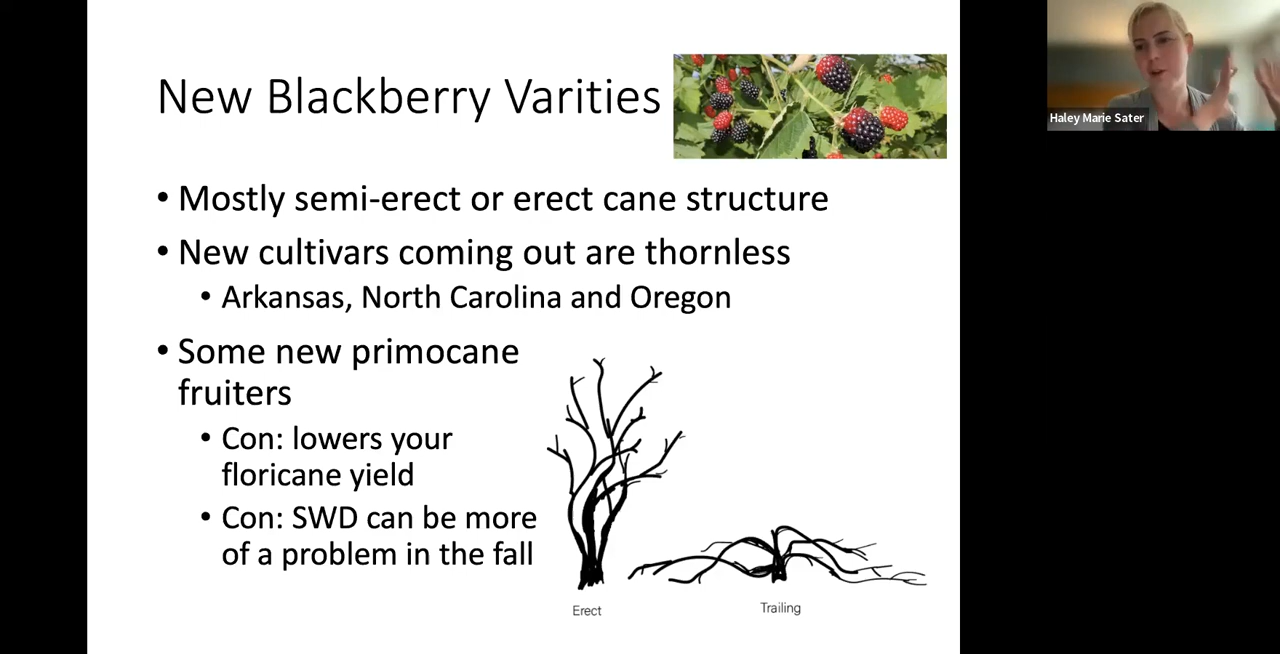 New Blackberry Varities
• Mostly semi-erect or erect cane structure
• New cultivars coming out are thornless
• Arkansas, North Carolina and Oregon
• Some new primocane
fruiters
• Con: lowers your
floricane yield
• Con: SWD can be more
of a problem in the fall
Erect
Trailing
Haley Marie Sater